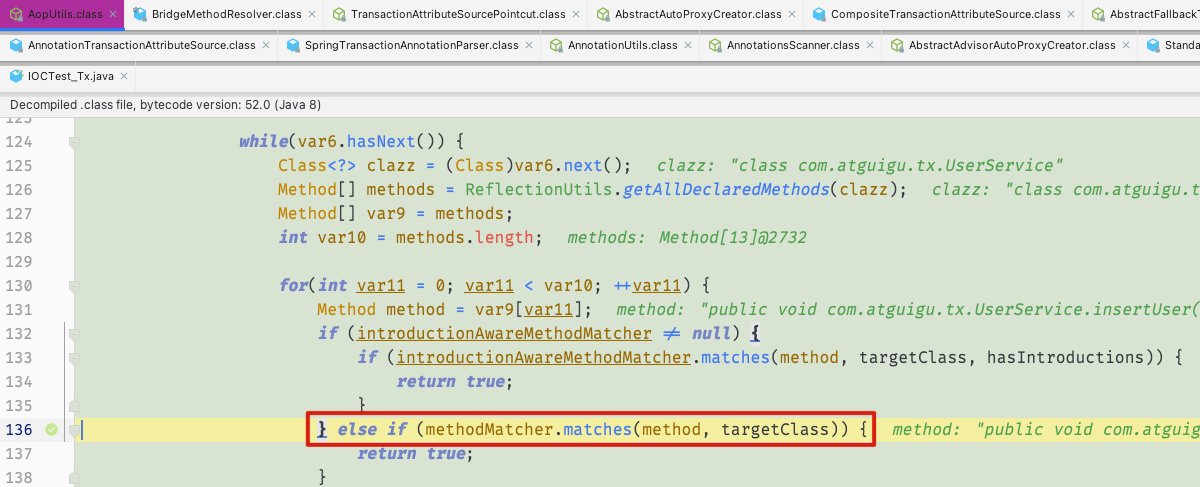 AopUtils.class × BridgeMethodResolver.class × TransactionAttributeSourcePointcut.class × AbstractAutoProxyCreator.class × CompositeTransactionAttributeSource.class × AbstractFallbackT
AnnotationTransactionAttributeSource.class × SpringTransactionAnnotationParser.class × AnnotationUtils.class × AnnotationsScanner.class × AbstractAdvisorAutoProxyCreator.class × Standa
IOCTest_Tx.java ×
Decompiled .class file, bytecode version: 52.0 (Java 8)
123
124 while(var6.hasNext()) {
125 Class<?> clazz = (Class)var6.next(); clazz: "class com.atguigu.tx.UserService"
126 Method[] methods = ReflectionUtils.getAllDeclaredMethods(clazz); clazz: "class com.atguigu.t
127 Method[] var9 = methods;
128 int var10 = methods.length; methods: Method[13]@2732
129
130 for(int var11 = 0; var11 < var10; ++var11) {
131 Method method = var9[var11]; method: "public void com.atguigu.tx.UserService.insertUser(
132 if (introductionAwareMethodMatcher ≠ null) {
133 if (introductionAwareMethodMatcher.matches(method, targetClass, hasIntroductions)) {
134 return true;
135 }
136 } else if (methodMatcher.matches(method, targetClass)) { method: "public void com.atguig
137 return true;
138 }